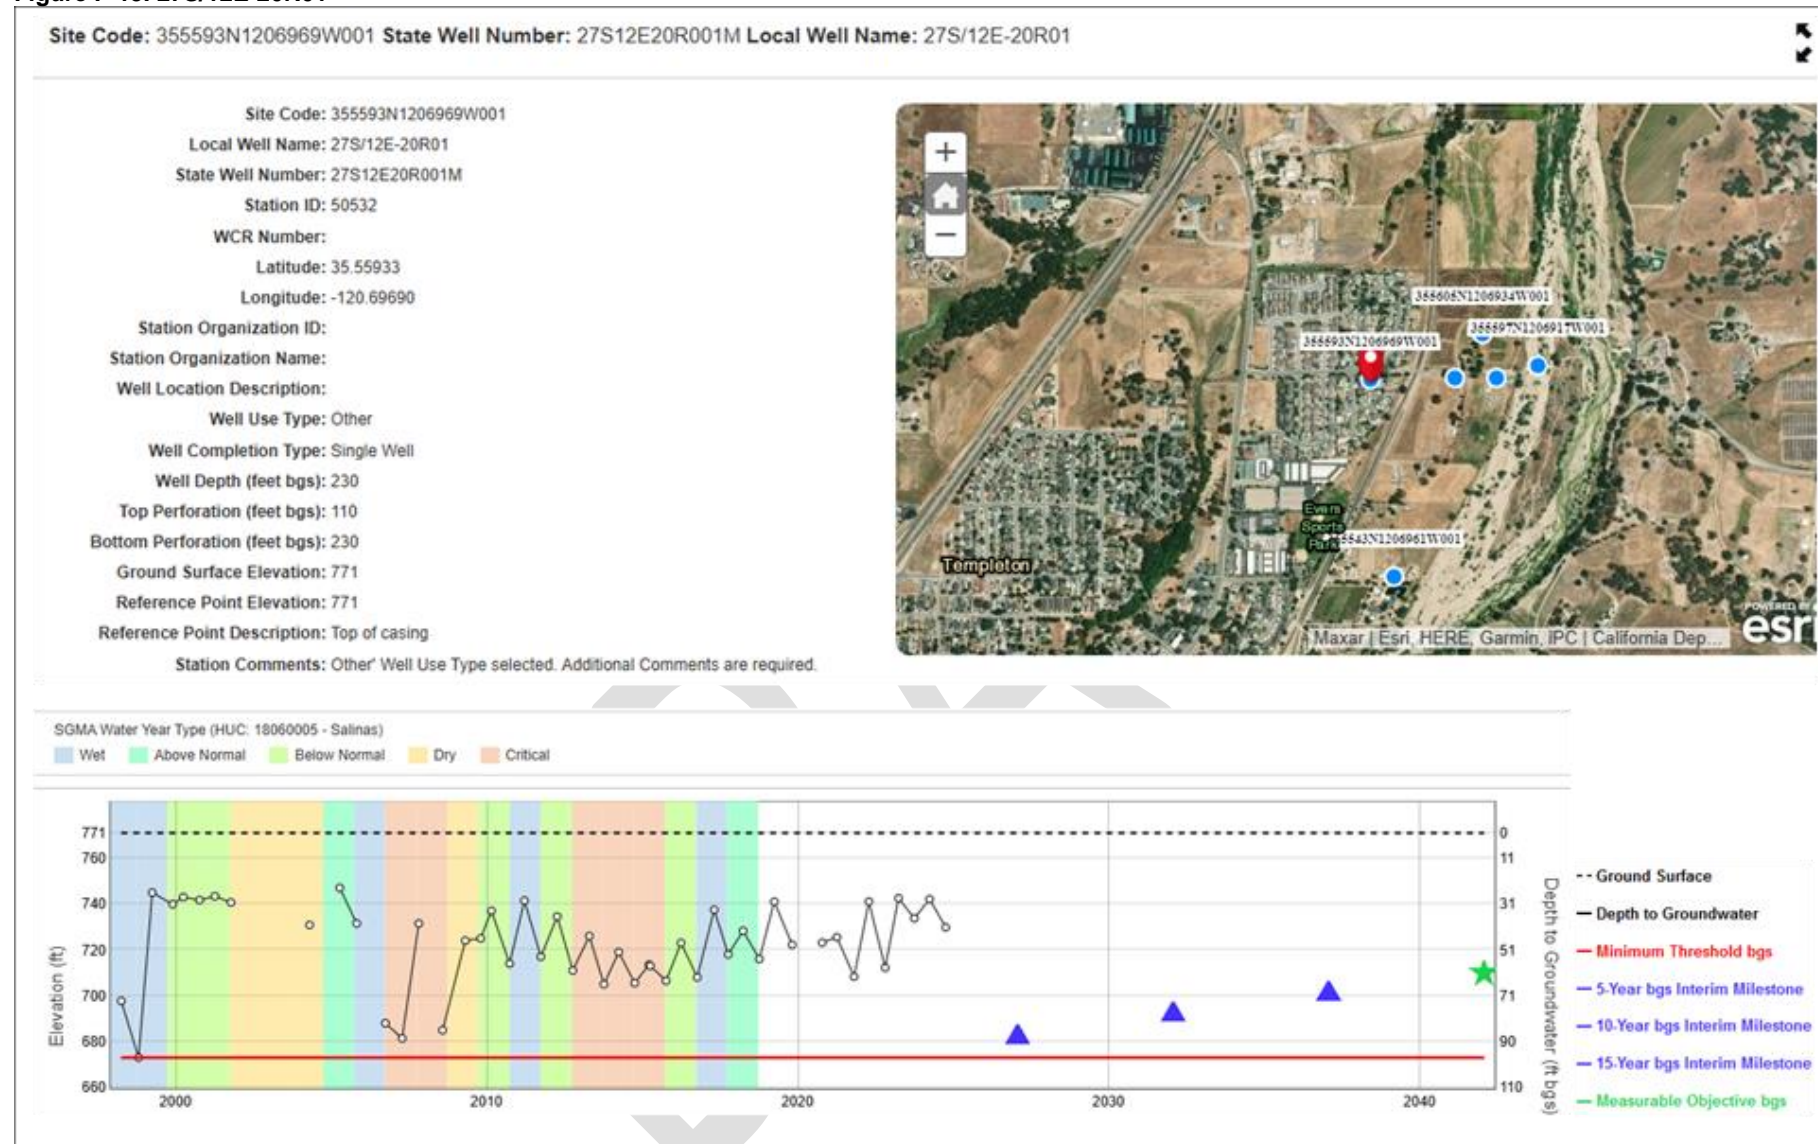 Site Code: 355593N1206969W001 State Well Number: 27S12E20R001M Local Well Name: 27S/12E-20R01
Site Code: 355593N1206969W001
Local Well Name: 27S/12E-20R01
State Well Number: 27S12E20R001M
Station ID: 50532
WCR Number:
Latitude: 35.55933
Longitude: -120.69690
Station Organization ID:
Station Organization Name:
Well Location Description:
Well Use Type: Other
Well Completion Type: Single Well
Well Depth (feet bgs): 230
Top Perforation (feet bgs): 110
Bottom Perforation (feet bgs): 230
Ground Surface Elevation: 771
Reference Point Elevation: 771
Reference Point Description: Top of casing
Station Comments: Other' Well Use Type selected. Additional Comments are required.
+
−
355605N1206934W001
355597N1206917W001
355593N1206969W001
Evers
Sports
Park
5543N1206961W001
Templeton
POWERED BY
esri
Maxar | Esri, HERE, Garmin, iPC | California Dep...
SGMA Water Year Type (HUC: 18060005 - Salinas)
Wet Above Normal Below Normal Dry Critical
Elevation (ft)
771
760
740
720
700
680
660
2000 2010 2020 2030 2040
0
11
31
51
71
90
110
Depth to Groundwater (ft bgs)
Ground Surface
Depth to Groundwater
Minimum Threshold bgs
5-Year bgs Interim Milestone
10-Year bgs Interim Milestone
15-Year bgs Interim Milestone
Measurable Objective bgs